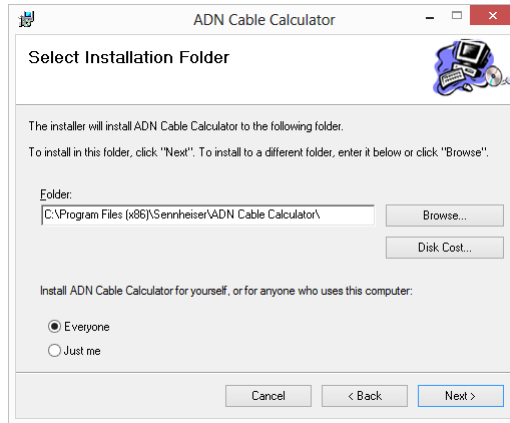 ADN Cable Calculator
Select Installation Folder
The installer will install ADN Cable Calculator to the following folder.
To install in this folder, click "Next". To install to a different folder, enter it below or click "Browse".
Folder:
C:\Program Files (x86)\Sennheiser\ADN Cable Calculator\
Browse...
Disk Cost...
Install ADN Cable Calculator for yourself, or for anyone who uses this computer:
Everyone
Just me
Cancel
< Back
Next >